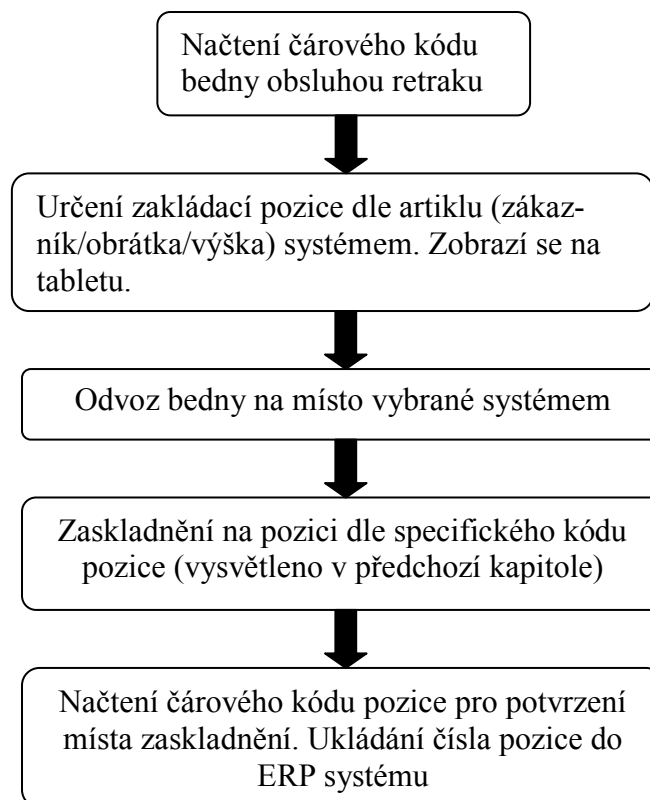 Načtení čárového kódu
bedny obsluhou retraku
Určení zakládací pozice dle artiklu (zákaz-
ník/obrátka/výška) systémem. Zobrazí se na
tabletu.
Odvoz bedny na místo vybrané systémem
Zaskladnění na pozici dle specifického kódu
pozice (vysvětleno v předchozí kapitole)
Načtení čárového kódu pozice pro potvrzení
místa zaskladnění. Ukládání čísla pozice do
ERP systému